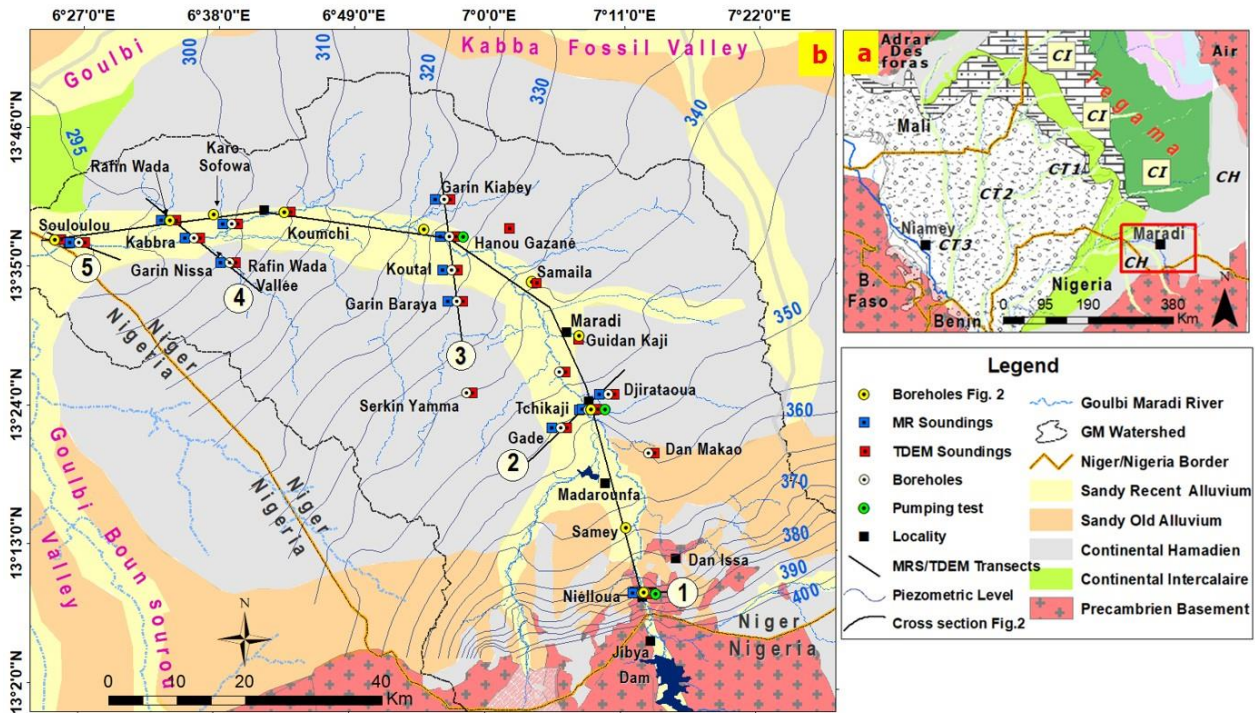 6°27'0"E 6°38'0"E 6°49'0"E 7°0'0"E 7°11'0"E 7°22'0"E
13°46'0"N
13°35'0"N
13°24'0"N
13°13'0"N
13°2'0"N
b
Goulbi
Kabba Fossil Valley
295
300
310
320
330
340
350
360
370
380
390
400
Rafin Wada
Karo
Sofowa
Garin Kiabey
Souloulou
Kabbra
Koumchi
Hanou Gazané
5
Garin Nissa
Rafin Wada
Vallée
4
Koutal
Samaila
Garin Baraya
Maradi
Guidan Kaji
3
Niger
Nigeria
Serkin Yamma
Djirataoua
Tchikaji
Gade
2
Dan Makao
Madarounfa
Niger
Nigeria
Samey
Goulbi Boun sourou
Valley
Dan Issa
Niélloua
1
Niger
Nigeria
Jibya
Dam
N
0 10 20 40
Km
a
Adrar
Des
foras
Air
CI
CI
CI
Tegama
Mali
CT1
CT2
CT3
CH
CH
Niamey
Maradi
Nigeria
B.
Faso
Benin
0 95 190 380
Km
N
Legend
Boreholes Fig. 2
MR Soundings
TDEM Soundings
Boreholes
Pumping test
Locality
MRS/TDEM Transects
Piezometric Level
Cross section Fig.2
Goulbi Maradi River
GM Watershed
Niger/Nigeria Border
Sandy Recent Alluvium
Sandy Old Alluvium
Continental Hamadien
Continental Intercalaire
Precambrien Basement